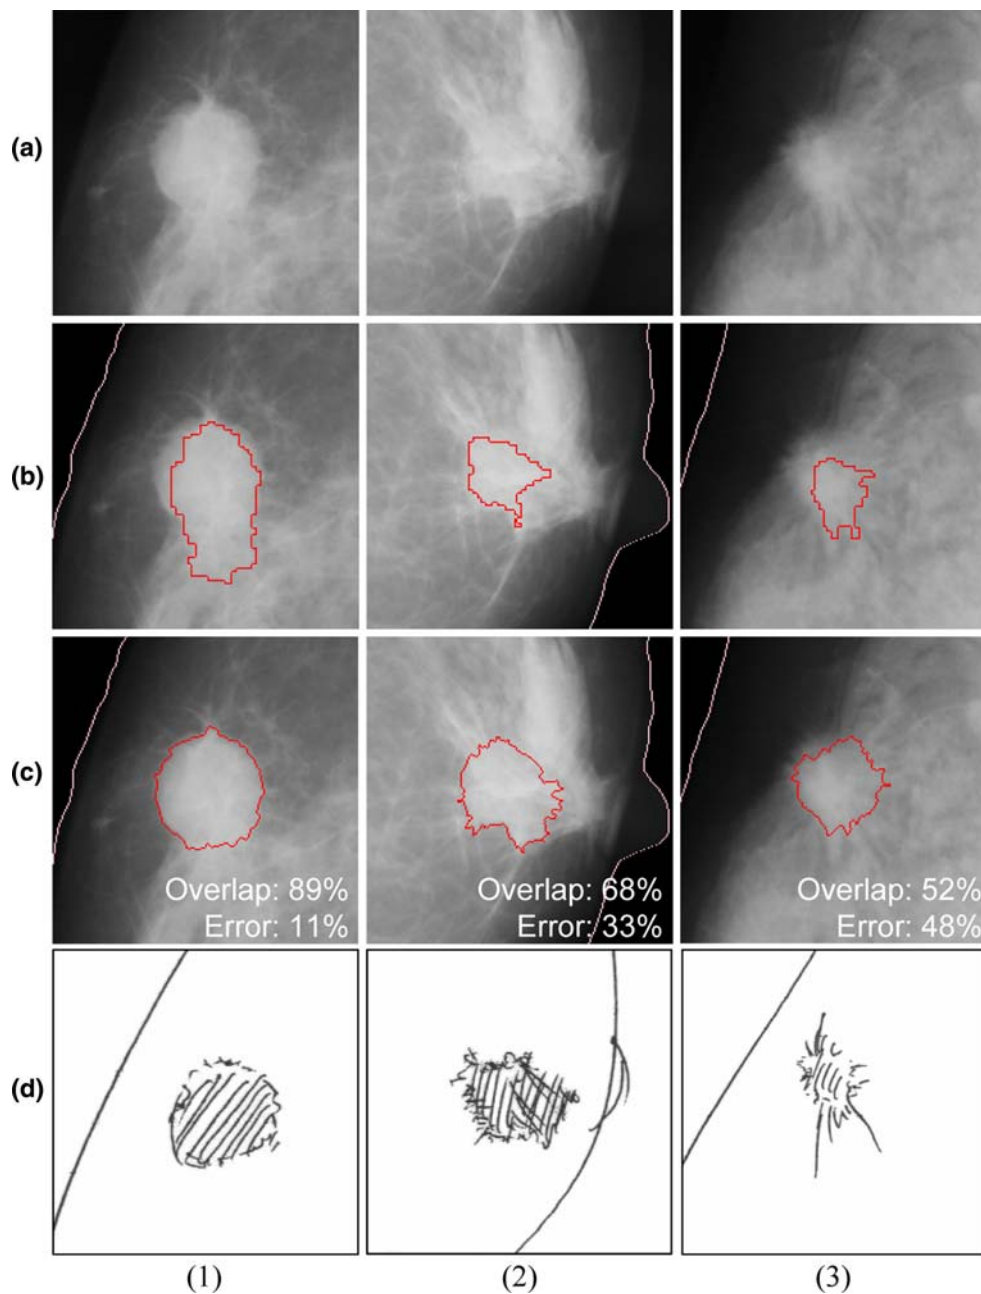 (a)
(b)
(c)
Overlap: 89%
Error: 11%
Overlap: 68%
Error: 33%
Overlap: 52%
Error: 48%
(d)
(1) (2) (3)